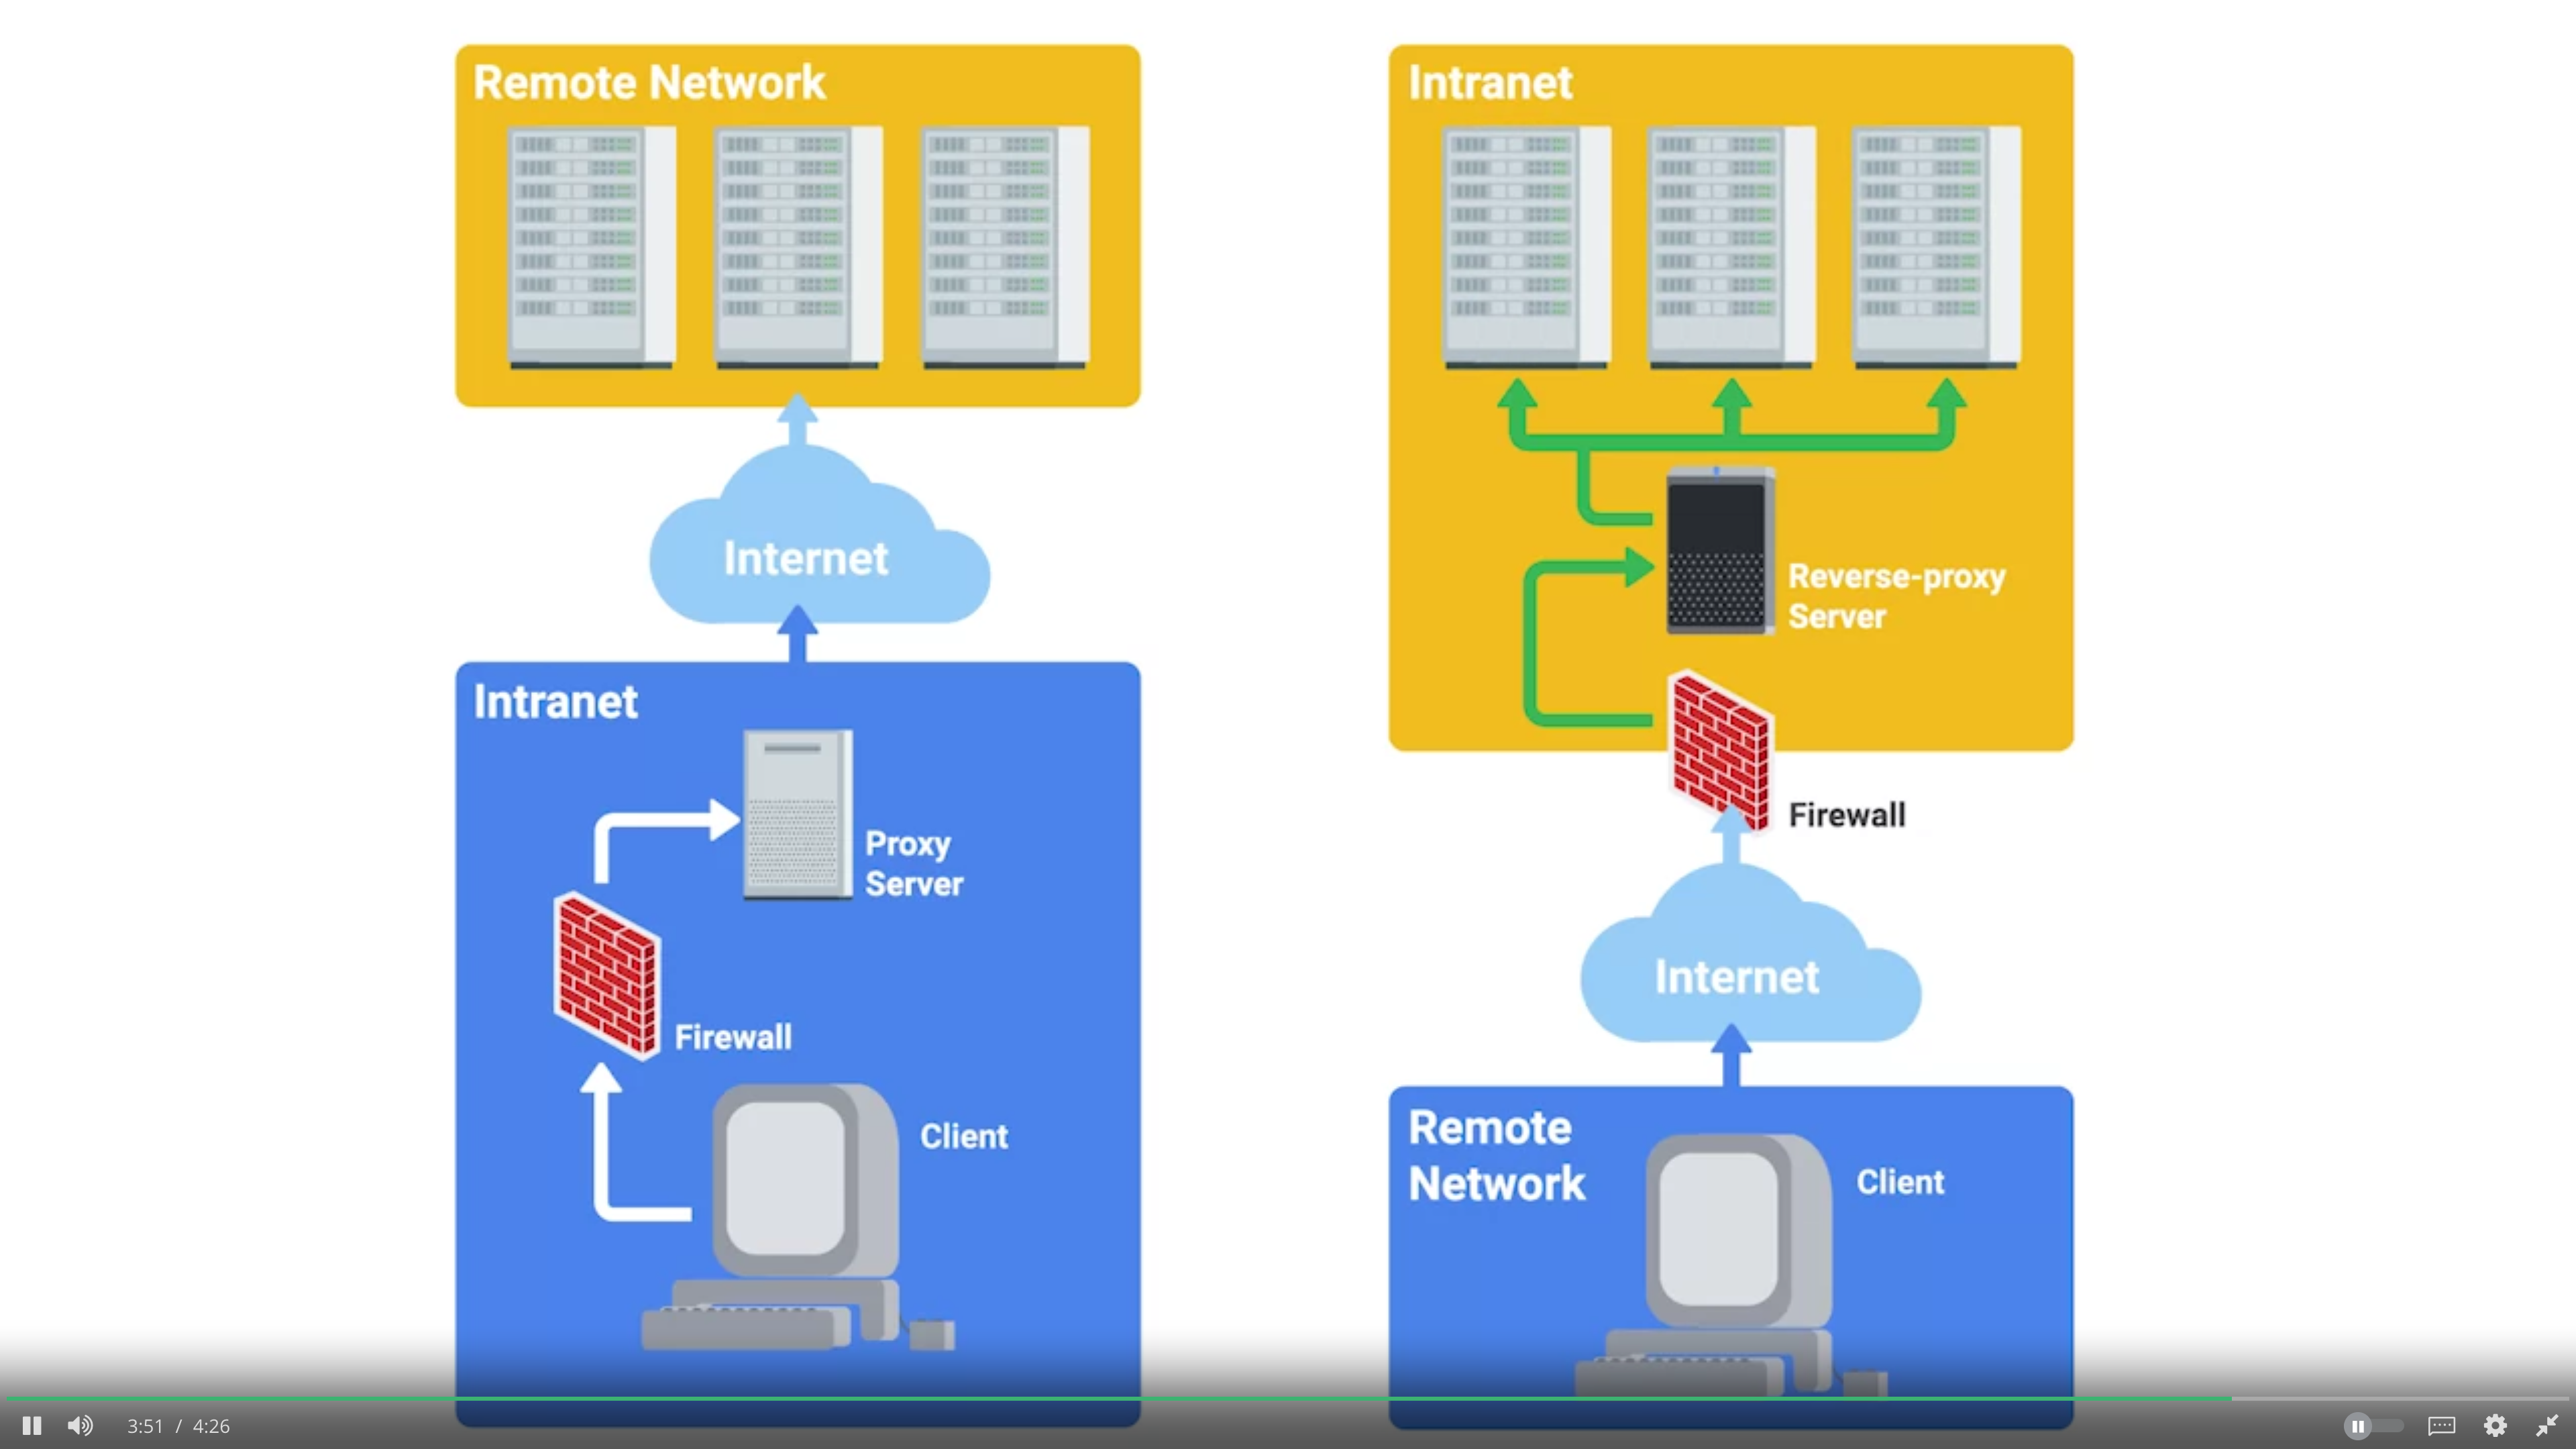 Remote Network
Internet
Intranet
Proxy
Server
Firewall
Client
Intranet
Reverse-proxy
Server
Firewall
Internet
Remote
Network
Client
3:51 / 4:26